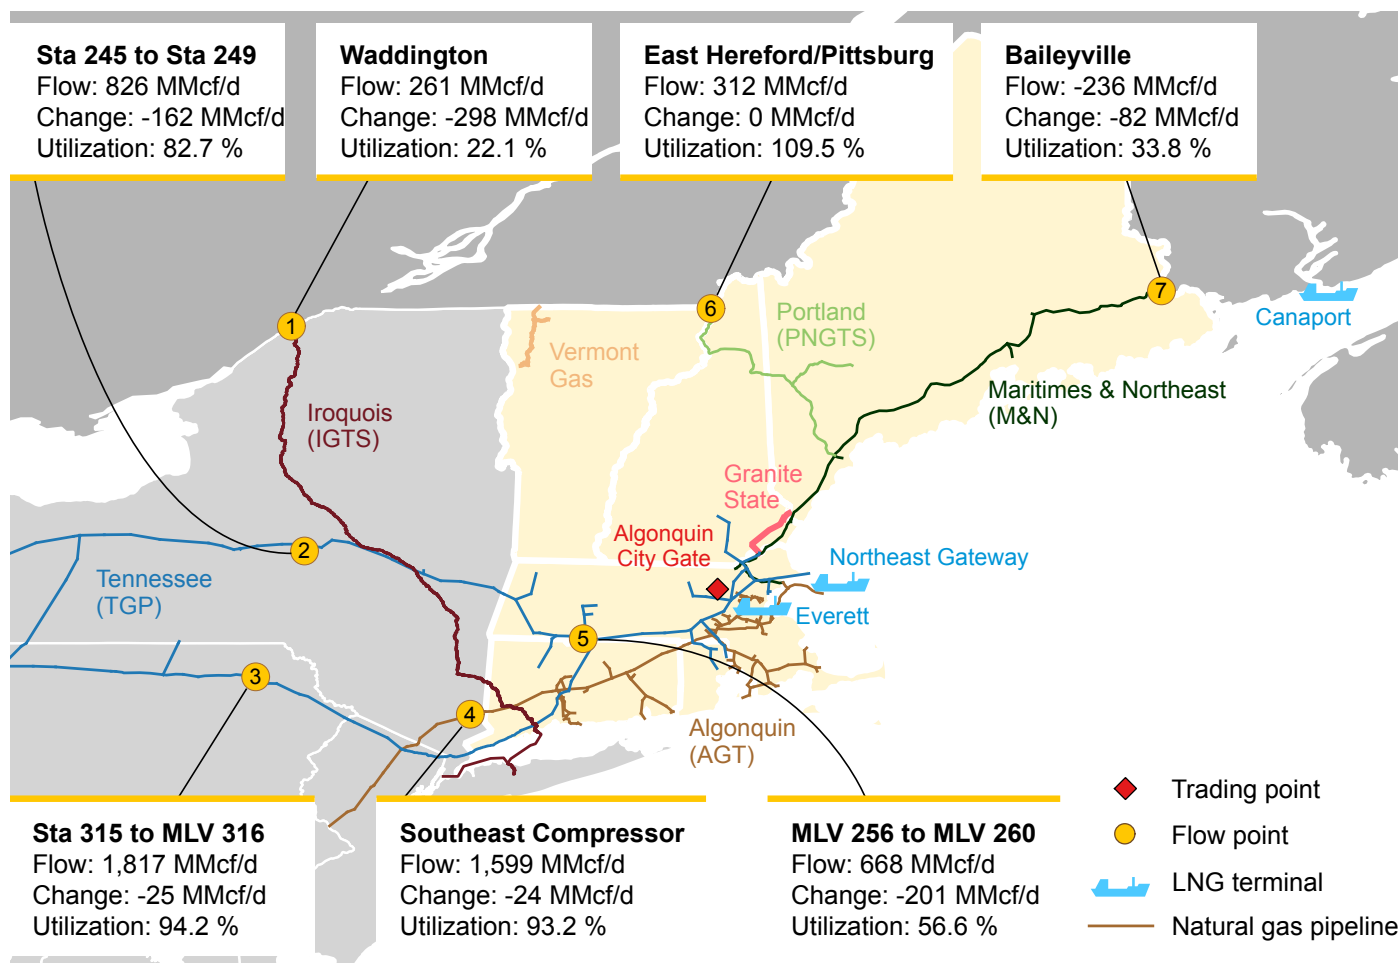 Sta 245 to Sta 249
Flow: 826 MMcf/d
Change: -162 MMcf/d
Utilization: 82.7 %
Waddington
Flow: 261 MMcf/d
Change: -298 MMcf/d
Utilization: 22.1 %
East Hereford/Pittsburg
Flow: 312 MMcf/d
Change: 0 MMcf/d
Utilization: 109.5 %
Baileyville
Flow: -236 MMcf/d
Change: -82 MMcf/d
Utilization: 33.8 %
7
6
1
Canaport
Portland
(PNGTS)
Vermont
Gas
Maritimes & Northeast
(M&N)
Iroquois
(IGTS)
Granite
State
Algonquin
City Gate
2
Northeast Gateway
Tennessee
(TGP)
Everett
5
3
4
Algonquin
(AGT)
Sta 315 to MLV 316
Flow: 1,817 MMcf/d
Change: -25 MMcf/d
Utilization: 94.2 %
Southeast Compressor
Flow: 1,599 MMcf/d
Change: -24 MMcf/d
Utilization: 93.2 %
MLV 256 to MLV 260
Flow: 668 MMcf/d
Change: -201 MMcf/d
Utilization: 56.6 %
Trading point
Flow point
LNG terminal
Natural gas pipeline